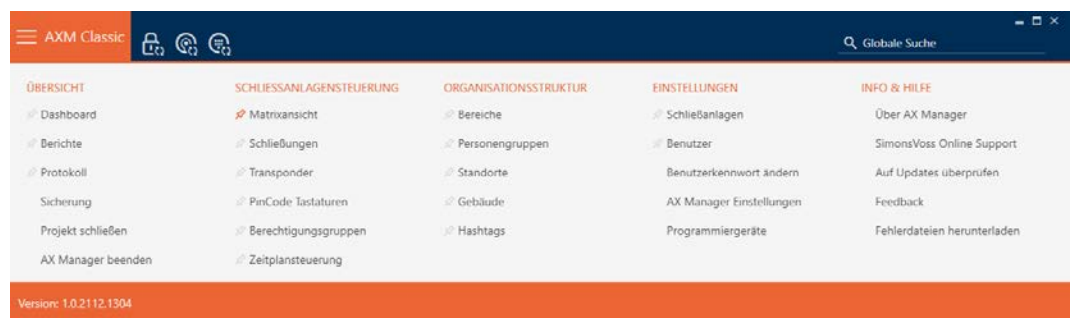 AXM Classic
Globale Suche
ÜBERSICHT
Dashboard
Berichte
Protokoll
Sicherung
Projekt schließen
AX Manager beenden
SCHLIESSANLAGENSTEUERUNG
Matrixansicht
Schließungen
Transponder
PinCode Tastaturen
Berechtigungsgruppen
Zeitplansteuerung
ORGANISATIONSSTRUKTUR
Bereiche
Personengruppen
Standorte
Gebäude
Hashtags
EINSTELLUNGEN
Schließanlagen
Benutzer
Benutzerkennwort ändern
AX Manager Einstellungen
Programmiergeräte
INFO & HILFE
Über AX Manager
SimonsVoss Online Support
Auf Updates überprüfen
Feedback
Fehlerdateien herunterladen
Version: 1.0.2112.1304